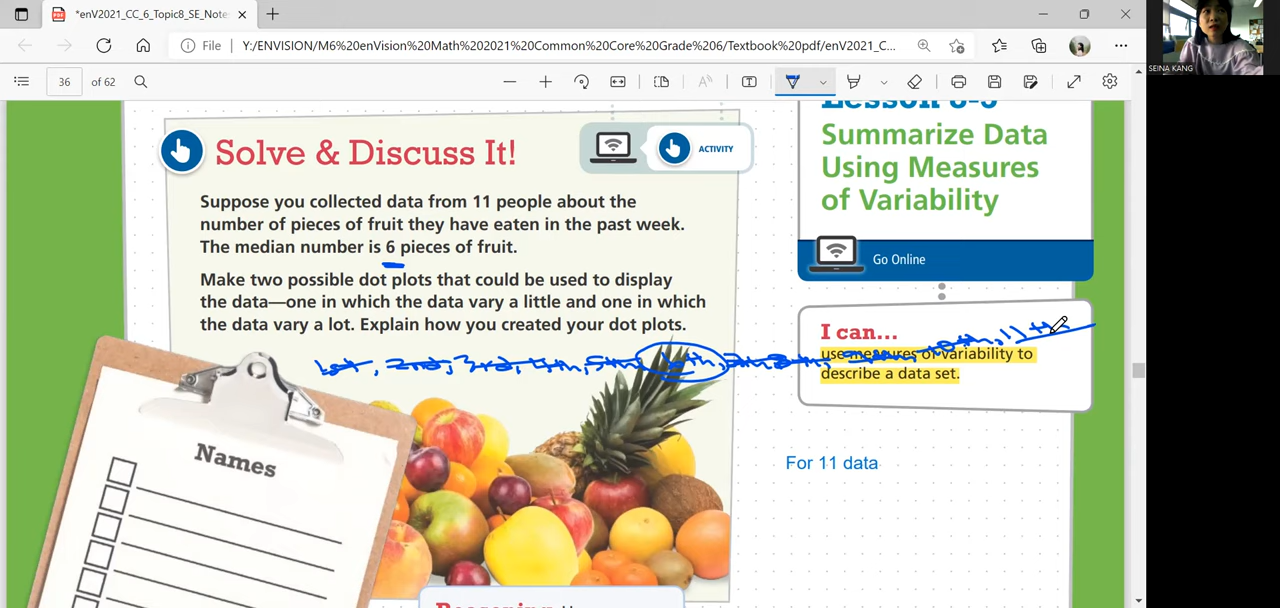 *enV2021_CC_6_Topic8_SE_Note
File
Y:/ENVISION/M6%20enVision%20Math%202021%20Common%20Core%20Grade%206/Textbook%20pdf/enV2021_C...
36
of 62
SEINA KANG
Solve & Discuss It!
ACTIVITY
Suppose you collected data from 11 people about the
number of pieces of fruit they have eaten in the past week.
The median number is 6 pieces of fruit.
Make two possible dot plots that could be used to display
the data—one in which the data vary a little and one in which
the data vary a lot. Explain how you created your dot plots.
1st, 2nd, 3rd, 4th, 5th, 6th, 7th, 8th,
10th, 11th
Names
Summarize Data
Using Measures
of Variability
Go Online
I can...
use measures of variability to
describe a data set.
For 11 data